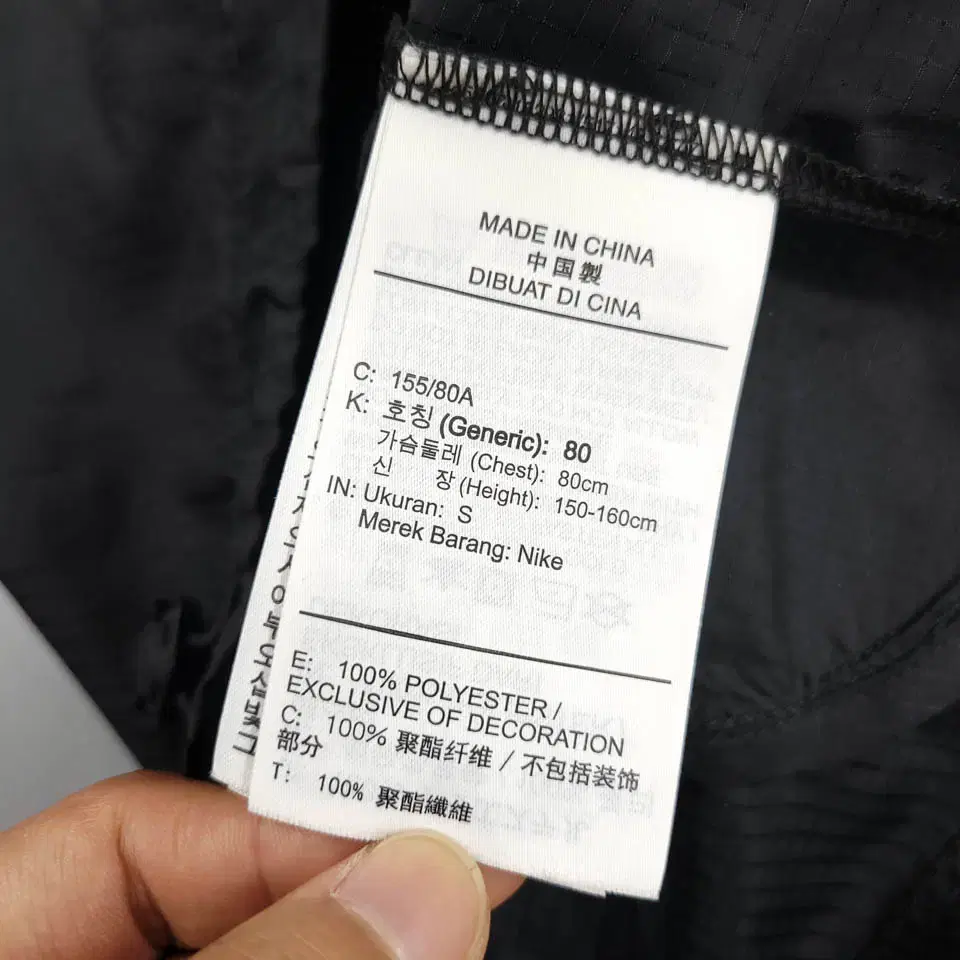 MADE IN CHINA
中国製
DIBUAT DI CINA
C: 155/80A
K: 호칭 (Generic): 80
가슴둘레 (Chest): 80cm
신 장 (Height): 150-160cm
IN: Ukuran: S
Merek Barang: Nike
E: 100% POLYESTER /
EXCLUSIVE OF DECORATION
C: 100% 聚酯纤维 / 不包括装饰
部分
T: 100% 聚酯纖維